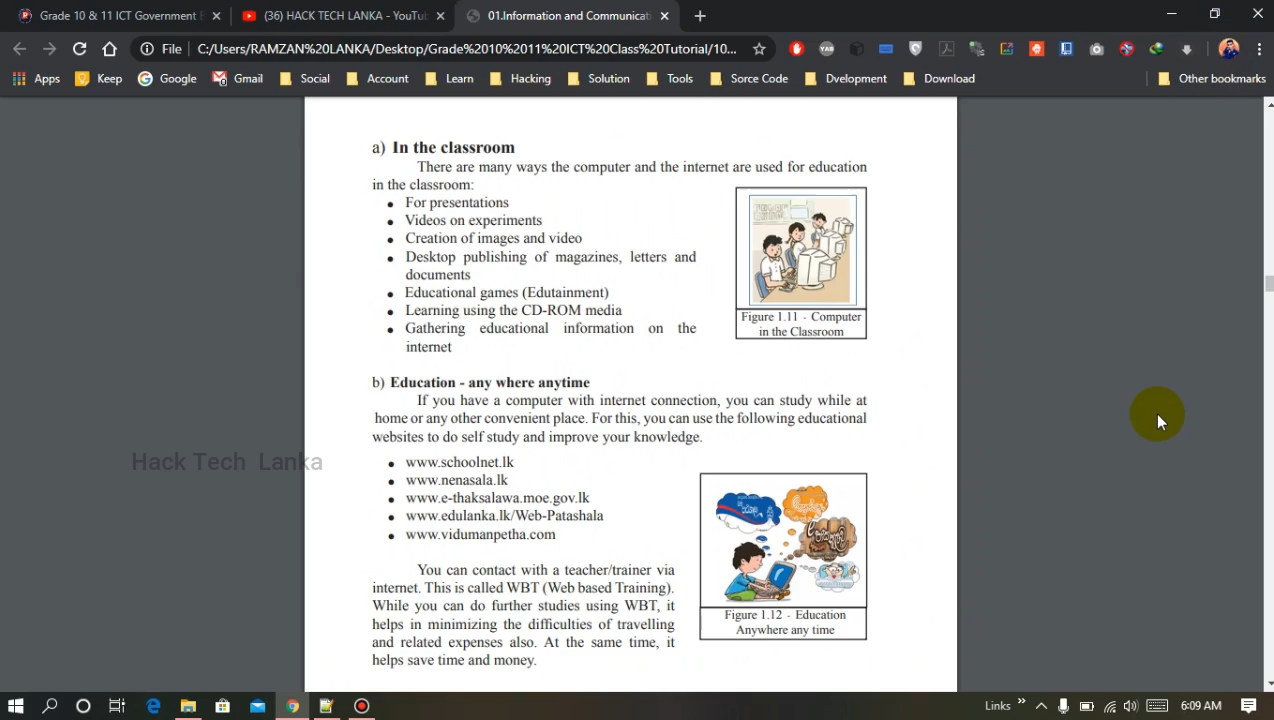 Grade 10 & 11 ICT Government
(36) HACK TECH LANKA - YouTu
01.Information and Communicat
File
C:/Users/RAMZAN%20LANKA/Desktop/Grade%2010%2011%20ICT%20Class%20Tutorial/10...
YAB
Apps
Keep
Google
Gmail
Social
Account
Learn
Hacking
Solution
Tools
Sorce Code
Dvelopment
Download
Other bookmarks
a) In the classroom
There are many ways the computer and the internet are used for education
in the classroom:
● For presentations
● Videos on experiments
● Creation of images and video
● Desktop publishing of magazines, letters and
documents
● Educational games (Edutainment)
● Learning using the CD-ROM media
● Gathering educational information on the
internet
Figure 1.11 - Computer
in the Classroom
b) Education - any where anytime
If you have a computer with internet connection, you can study while at
home or any other convenient place. For this, you can use the following educational
websites to do self study and improve your knowledge.
Hack Tech Lanka
● www.schoolnet.lk
● www.nenasala.lk
● www.e-thaksalawa.moe.gov.lk
● www.edulanka.lk/Web-Patashala
● www.vidumanpetha.com
You can contact with a teacher/trainer via
internet. This is called WBT (Web based Training).
While you can do further studies using WBT, it
helps in minimizing the difficulties of travelling
and related expenses also. At the same time, it
helps save time and money.
Figure 1.12 - Education
Anywhere any time
Links
6:09 AM